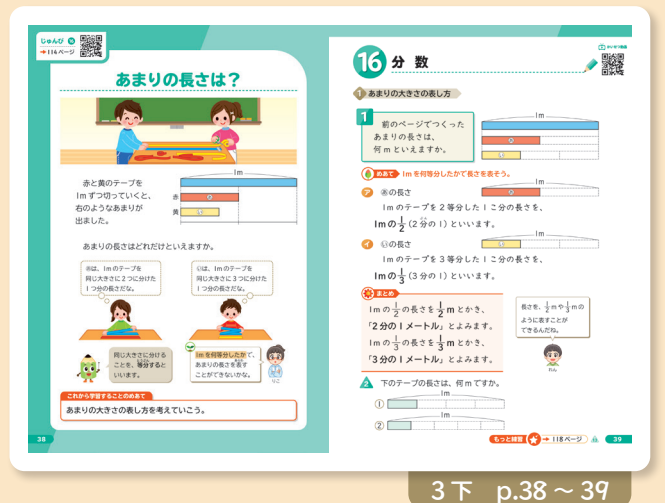 じゅんび 16
→114ページ
あまりの長さは？
赤と黄のテープを
1mずつ切っていくと、
右のようなあまりが
出ました。
1m
赤 あ
黄 い
あまりの長さはどれだけといえますか。
あは、1mのテープを
同じ大きさに2つに分けた
1つ分の長さだな。
いは、1mのテープを
同じ大きさに3つに分けた
1つ分の長さだな。
同じ大きさに分ける
ことを、等分すると
いいます。
1mを何等分したかで、
あまりの長さを表す
ことができないかな。
りこ
これから学習することのめあて
あまりの大きさの表し方を考えていこう。
38
16 分数
1 あまりの大きさの表し方
1
前のページでつくった
あまりの長さは、
何mといえますか。
1m
あ
い
めあて 1mを何等分したかで長さを表そう。
ア あの長さ
1m
あ
1mのテープを2等分した1こ分の長さを、
1mの1/2(2分の1)といいます。
イ いの長さ
1m
い
1mのテープを3等分した1こ分の長さを、
1mの1/3(3分の1)といいます。
まとめ
1mの1/2の長さを1/2mとかき、
「2分の1メートル」とよみます。
1mの1/3の長さを1/3mとかき、
「3分の1メートル」とよみます。
長さを、1/2mや1/3mの
ように表すことが
できるんだね。
れん
2 下のテープの長さは、何mですか。
1m
①
1m
②
もっと練習 → 118ページ
39
3下 p.38～39